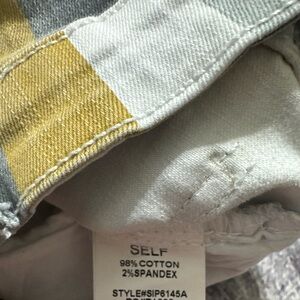 SELF
98% COTTON
2%SPANDEX
STYLE#SIP6145A